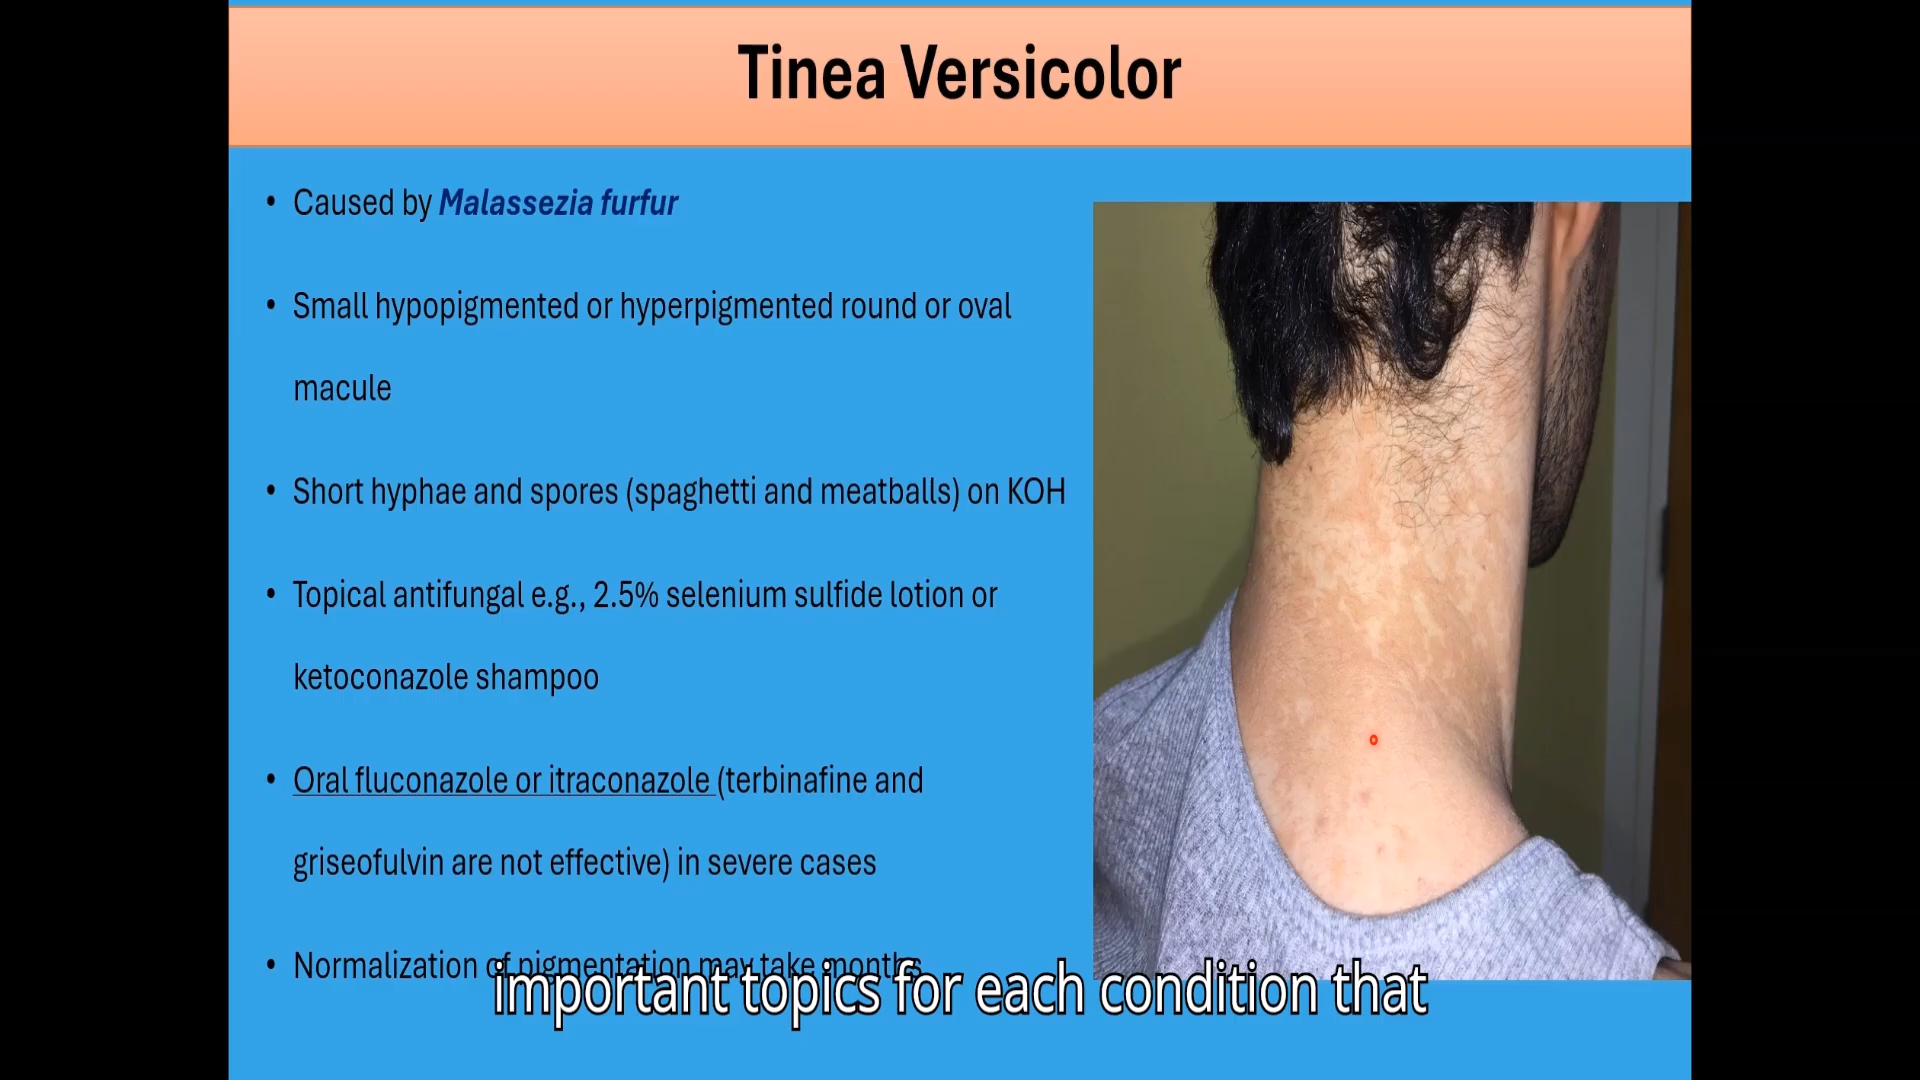 Tinea Versicolor
• Caused by Malassezia furfur
• Small hypopigmented or hyperpigmented round or oval
macule
• Short hyphae and spores (spaghetti and meatballs) on KOH
• Topical antifungal e.g., 2.5% selenium sulfide lotion or
ketoconazole shampoo
• Oral fluconazole or itraconazole (terbinafine and
griseofulvin are not effective) in severe cases
• Normalization of pigmentation may take months
important topics for each condition that